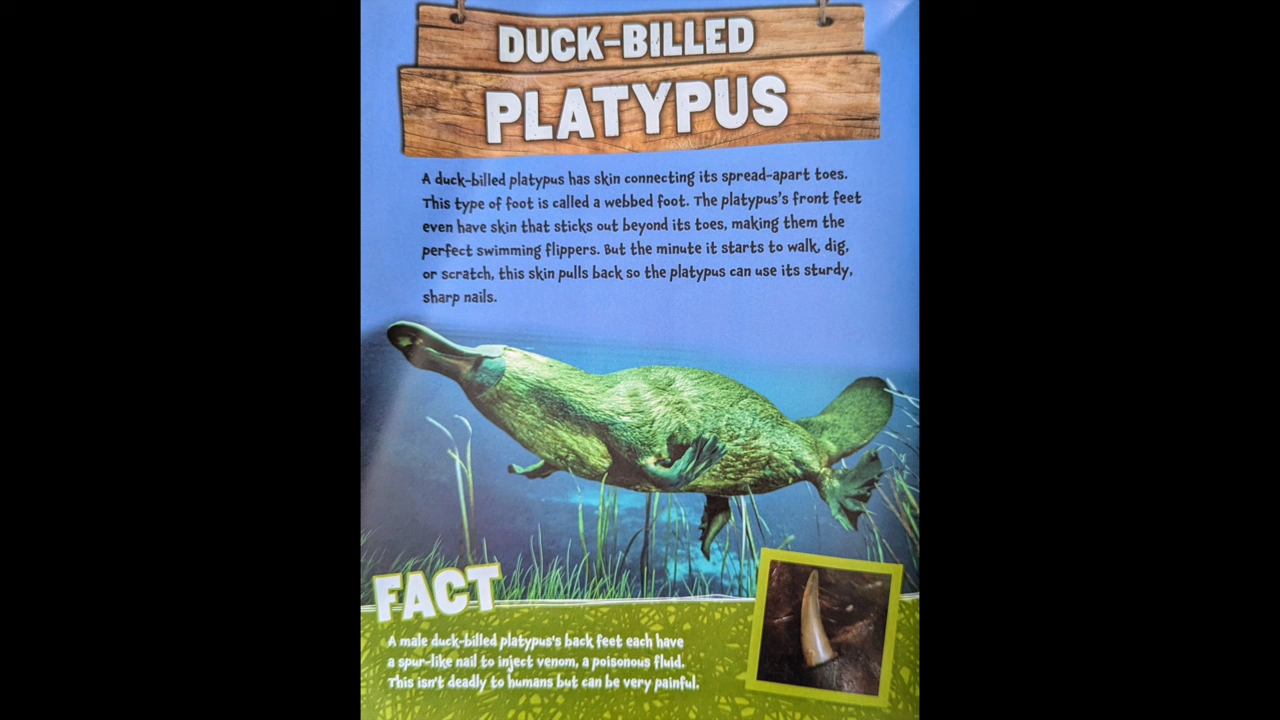 DUCK-BILLED
PLATYPUS
A duck-billed platypus has skin connecting its spread-apart toes.
This type of foot is called a webbed foot. The platypus's front feet
even have skin that sticks out beyond its toes, making them the
perfect swimming flippers. But the minute it starts to walk, dig,
or scratch, this skin pulls back so the platypus can use its sturdy,
sharp nails.
FACT
A male duck-billed platypus's back feet each have
a spur-like nail to inject venom, a poisonous fluid.
This isn't deadly to humans but can be very painful.